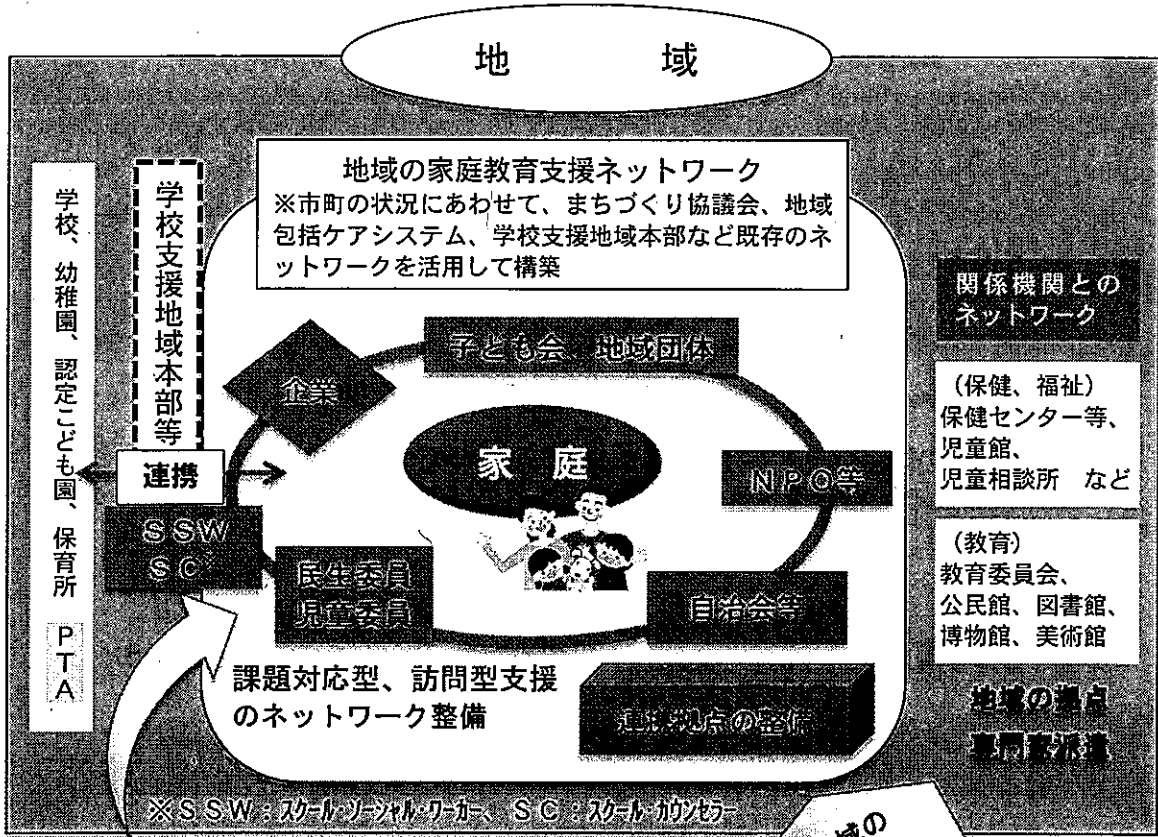 地　域
地域の家庭教育支援ネットワーク
※市町の状況にあわせて、まちづくり協議会、地域
包括ケアシステム、学校支援地域本部など既存のネ
ットワークを活用して構築
学校、幼稚園、認定こども園、保育所　PTA
学校支援地域本部等
連携
SSW
SC
企業
子ども会　地域団体
家　庭
NPO等
民生委員
児童委員
自治会等
課題対応型、訪問型支援
のネットワーク整備
連携拠点の整備
関係機関との
ネットワーク
（保健、福祉）
保健センター等、
児童館、
児童相談所　など
（教育）
教育委員会、
公民館、図書館、
博物館、美術館
地域の拠点
専門家派遣
※SSW：スクール・ソーシャル・ワーカー、SC：スクール・カウンセラー
域の